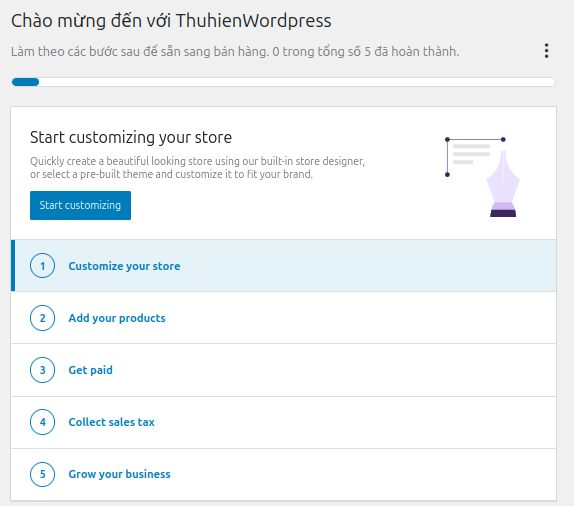 Chào mừng đến với ThuhienWordpress
Làm theo các bước sau để sẵn sang bán hàng. 0 trong tổng số 5 đã hoàn thành.
Start customizing your store
Quickly create a beautiful looking store using our built-in store designer,
or select a pre-built theme and customize it to fit your brand.
Start customizing
1 Customize your store
2 Add your products
3 Get paid
4 Collect sales tax
5 Grow your business